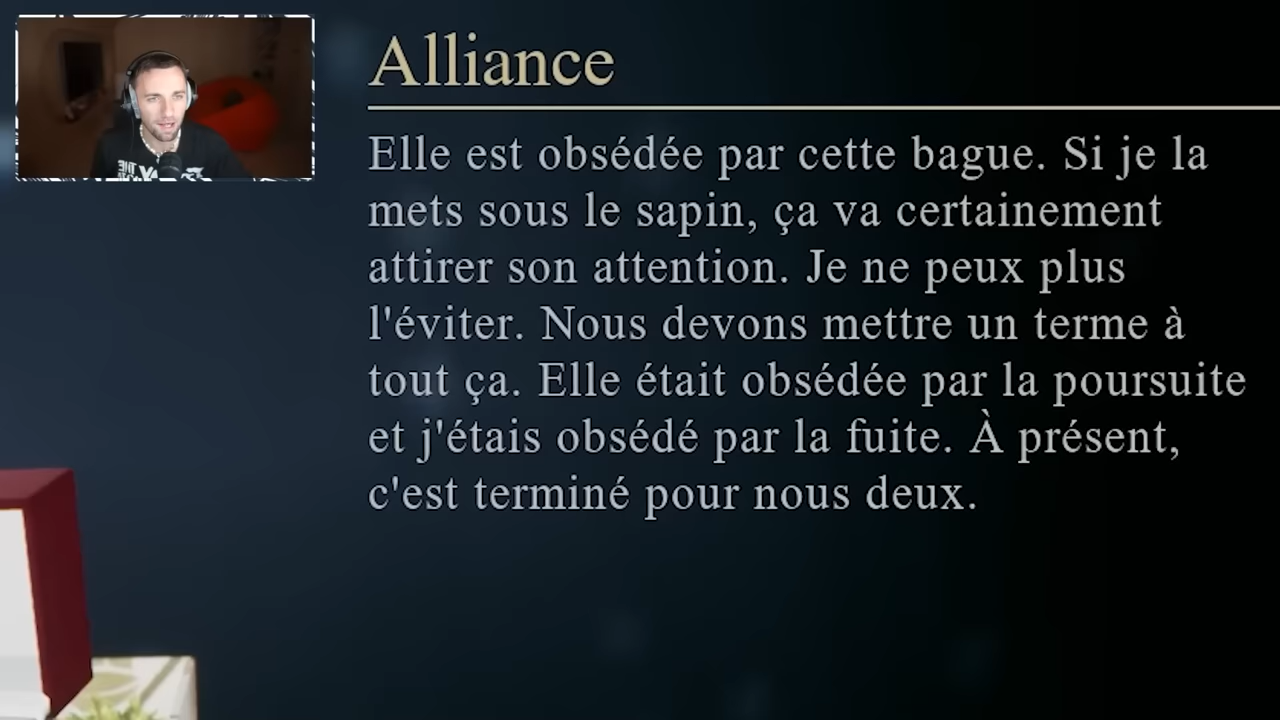 Alliance
Elle est obsédée par cette bague. Si je la
mets sous le sapin, ça va certainement
attirer son attention. Je ne peux plus
l'éviter. Nous devons mettre un terme à
tout ça. Elle était obsédée par la poursuite
et j'étais obsédé par la fuite. À présent,
c'est terminé pour nous deux.